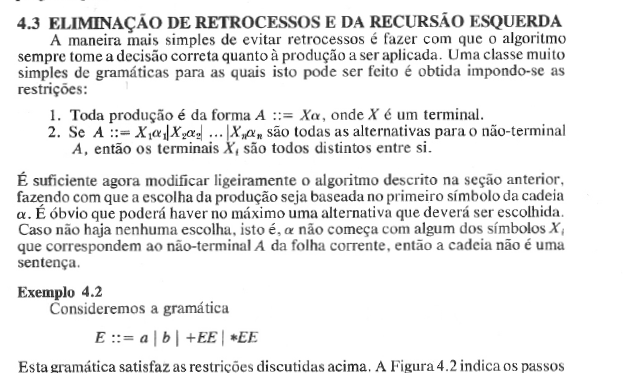 4.3 ELIMINAÇÃO DE RETROCESSOS E DA RECURSÃO ESQUERDA
A maneira mais simples de evitar retrocessos é fazer com que o algoritmo
sempre tome a decisão correta quanto à produção a ser aplicada. Uma classe muito
simples de gramáticas para as quais isto pode ser feito é obtida impondo-se as
restrições:
1. Toda produção é da forma A ::= Xα, onde X é um terminal.
2. Se A ::= X₁α₁|X₂α₂| ... |Xₙαₙ são todas as alternativas para o não-terminal
A, então os terminais Xᵢ são todos distintos entre si.
É suficiente agora modificar ligeiramente o algoritmo descrito na seção anterior,
fazendo com que a escolha da produção seja baseada no primeiro símbolo da cadeia
α. É óbvio que poderá haver no máximo uma alternativa que deverá ser escolhida.
Caso não haja nenhuma escolha, isto é, α não começa com algum dos símbolos Xᵢ
que correspondem ao não-terminal A da folha corrente, então a cadeia não é uma
sentença.
Exemplo 4.2
Consideremos a gramática
E ::= a | b | +EE | *EE
Esta gramática satisfaz as restrições discutidas acima. A Figura 4.2 indica os passos